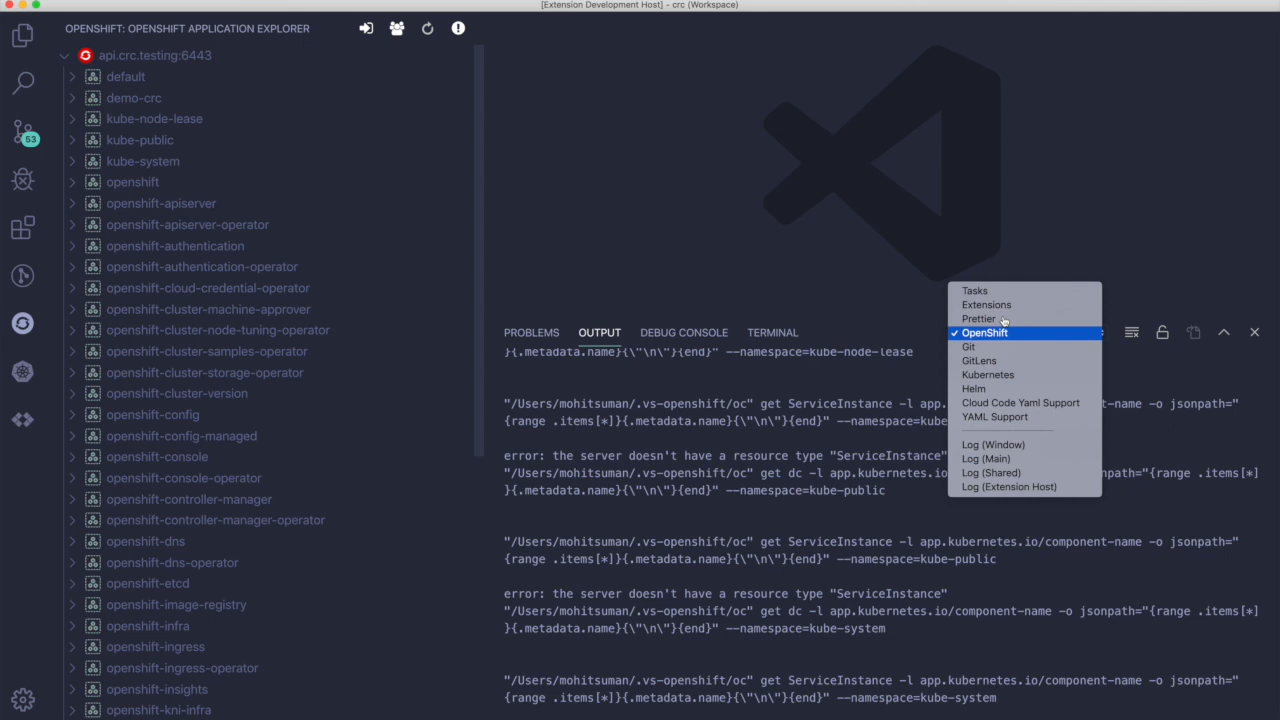 [Extension Development Host] - crc (Workspace)
OPENSHIFT: OPENSHIFT APPLICATION EXPLORER
api.crc.testing:6443
default
demo-crc
kube-node-lease
kube-public
kube-system
openshift
openshift-apiserver
openshift-apiserver-operator
openshift-authentication
openshift-authentication-operator
openshift-cloud-credential-operator
openshift-cluster-machine-approver
openshift-cluster-node-tuning-operator
openshift-cluster-samples-operator
openshift-cluster-storage-operator
openshift-cluster-version
openshift-config
openshift-config-managed
openshift-console
openshift-console-operator
openshift-controller-manager
openshift-controller-manager-operator
openshift-dns
openshift-dns-operator
openshift-etcd
openshift-image-registry
openshift-infra
openshift-ingress
openshift-ingress-operator
openshift-insights
openshift-kni-infra
53
PROBLEMS OUTPUT DEBUG CONSOLE TERMINAL
}{.metadata.name}{\"\n\"}{end}" --namespace=kube-node-lease
"/Users/mohitsuman/.vs-openshift/oc" get ServiceInstance -l app. t-name -o jsonpath="
{range .items[*]}{.metadata.name}{\"\n\"}{end}" --namespace=kube
error: the server doesn't have a resource type "ServiceInstance"
"/Users/mohitsuman/.vs-openshift/oc" get dc -l app.kubernetes.io/component-name -o jsonpath="{range .items[*]
}{.metadata.name}{\"\n\"}{end}" --namespace=kube-public
"/Users/mohitsuman/.vs-openshift/oc" get ServiceInstance -l app.kubernetes.io/component-name -o jsonpath="
{range .items[*]}{.metadata.name}{\"\n\"}{end}" --namespace=kube-public
error: the server doesn't have a resource type "ServiceInstance"
"/Users/mohitsuman/.vs-openshift/oc" get dc -l app.kubernetes.io/component-name -o jsonpath="{range .items[*]
}{.metadata.name}{\"\n\"}{end}" --namespace=kube-system
"/Users/mohitsuman/.vs-openshift/oc" get ServiceInstance -l app.kubernetes.io/component-name -o jsonpath="
{range .items[*]}{.metadata.name}{\"\n\"}{end}" --namespace=kube-system
Tasks
Extensions
Prettier
✓ OpenShift
Git
GitLens
Kubernetes
Helm
Cloud Code Yaml Support
YAML Support
Log (Window)
Log (Main)
Log (Shared)
Log (Extension Host)